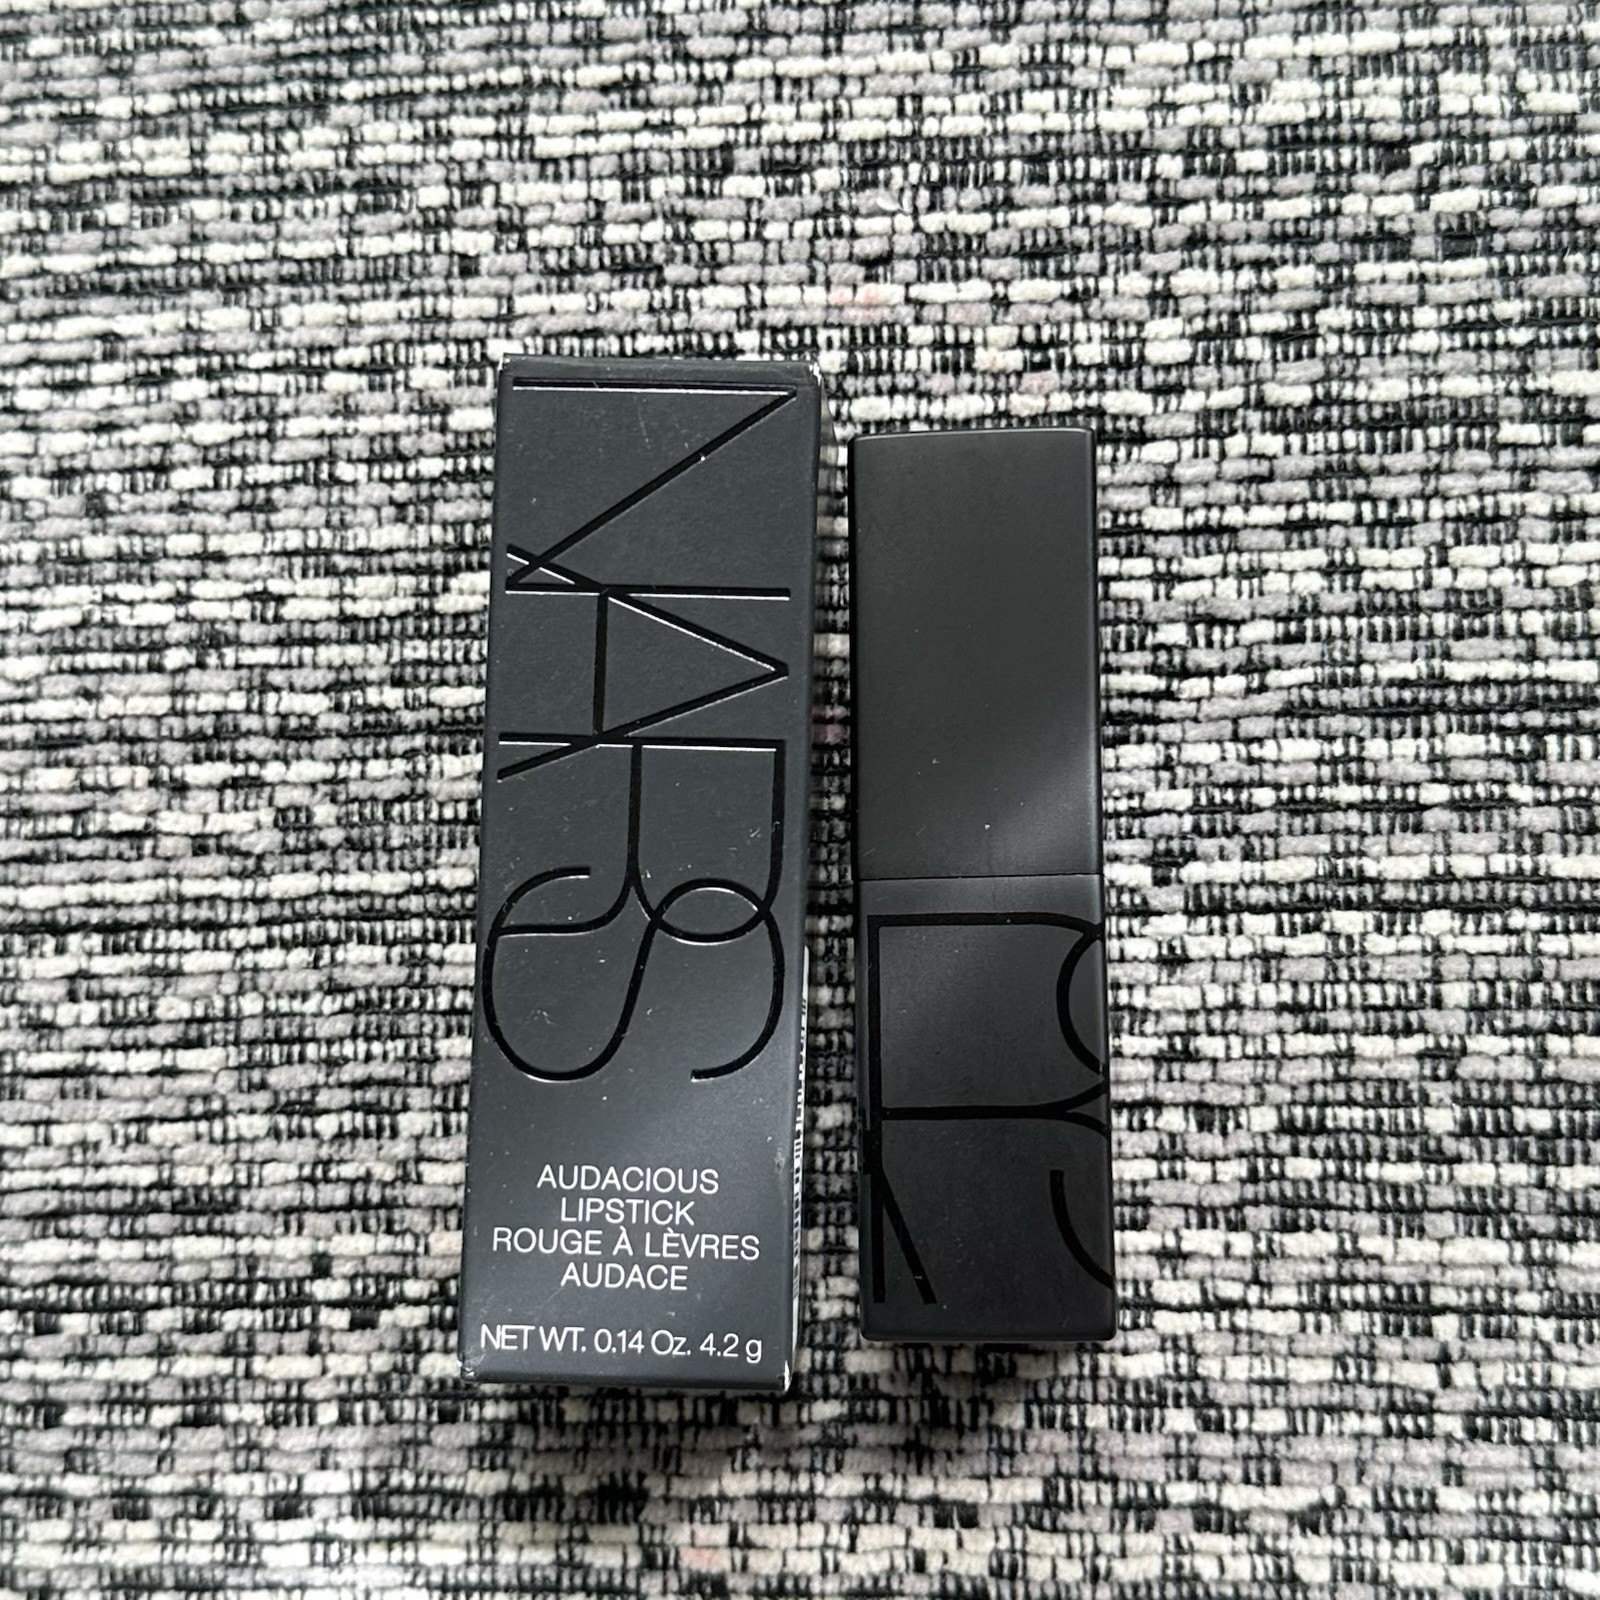 NARS
AUDACIOUS
LIPSTICK
ROUGE À LÈVRES
AUDACE
NET WT. 0.14 Oz. 4.2 g